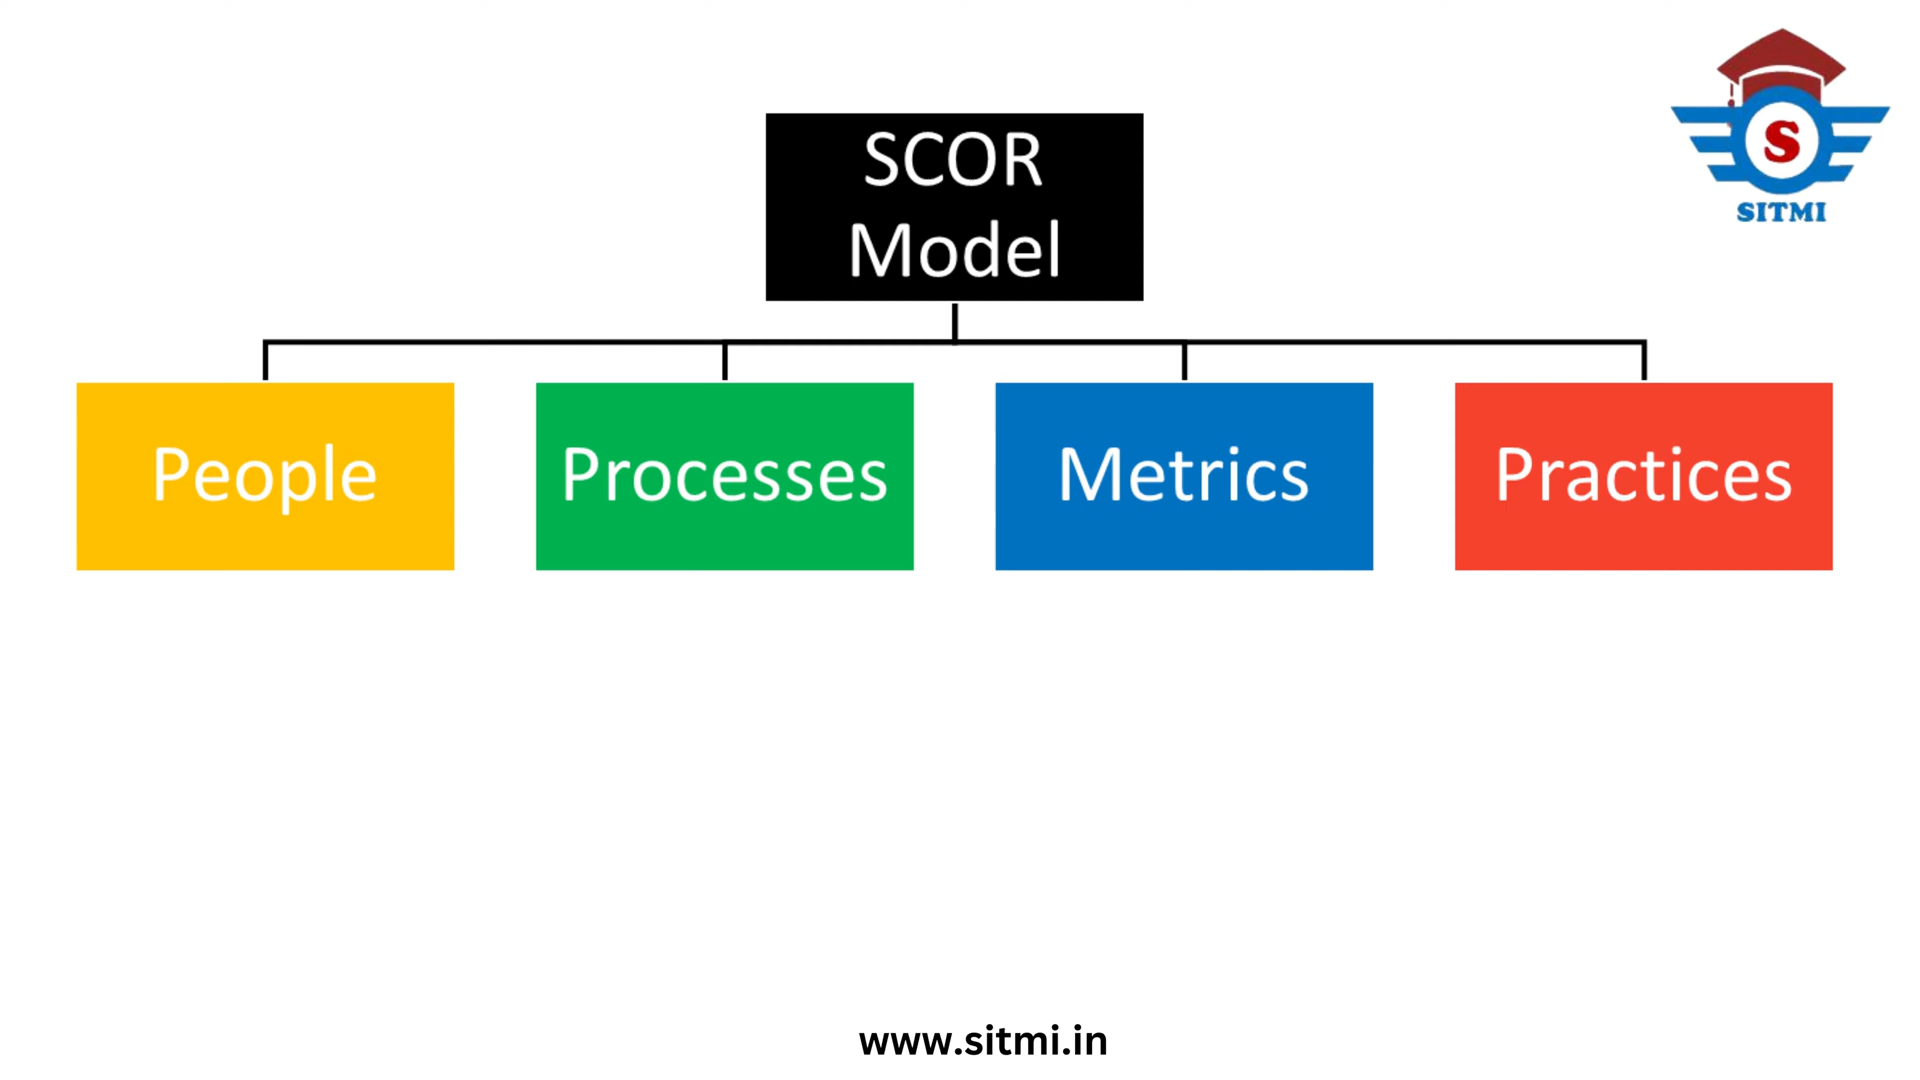 SCOR
Model
S
SITMI
People
Processes
Metrics
Practices
www.sitmi.in